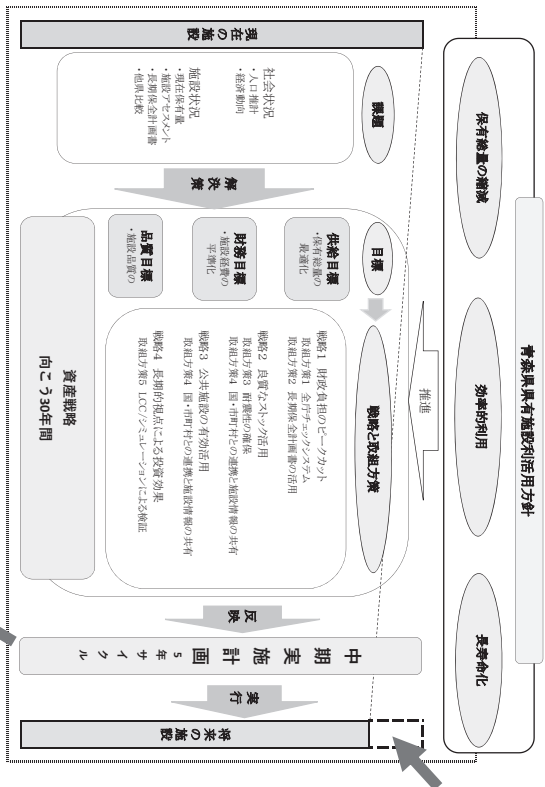 青森県県有施設利活用方針
保有総量の縮減
効率的利用
長寿命化
推進
現在の施設
課題
社会状況
・人口推計
・経済動向
施設状況
・現在保有量
・施設アセスメント
・長期保全計画書
・他県比較
解決策
目標
供給目標
・保有総量の
最適化
財務目標
・施設経費の
平準化
品質目標
・施設品質の
戦略と取組方策
戦略1 財政負担のピークカット
取組方策1 全庁チェックシステム
取組方策2 長期保全計画書の活用
戦略2 良質なストック活用
取組方策3 耐震性の確保
取組方策4 国・市町村との連携と施設情報の共有
戦略3 公共施設の有効活用
取組方策4 国・市町村との連携と施設情報の共有
戦略4 長期的視点による投資効果
取組方策5 LCC/シミュレーションによる検証
資産戦略
向こう30年間
反映
中期実施計画 5年サイクル
実行
将来の施設